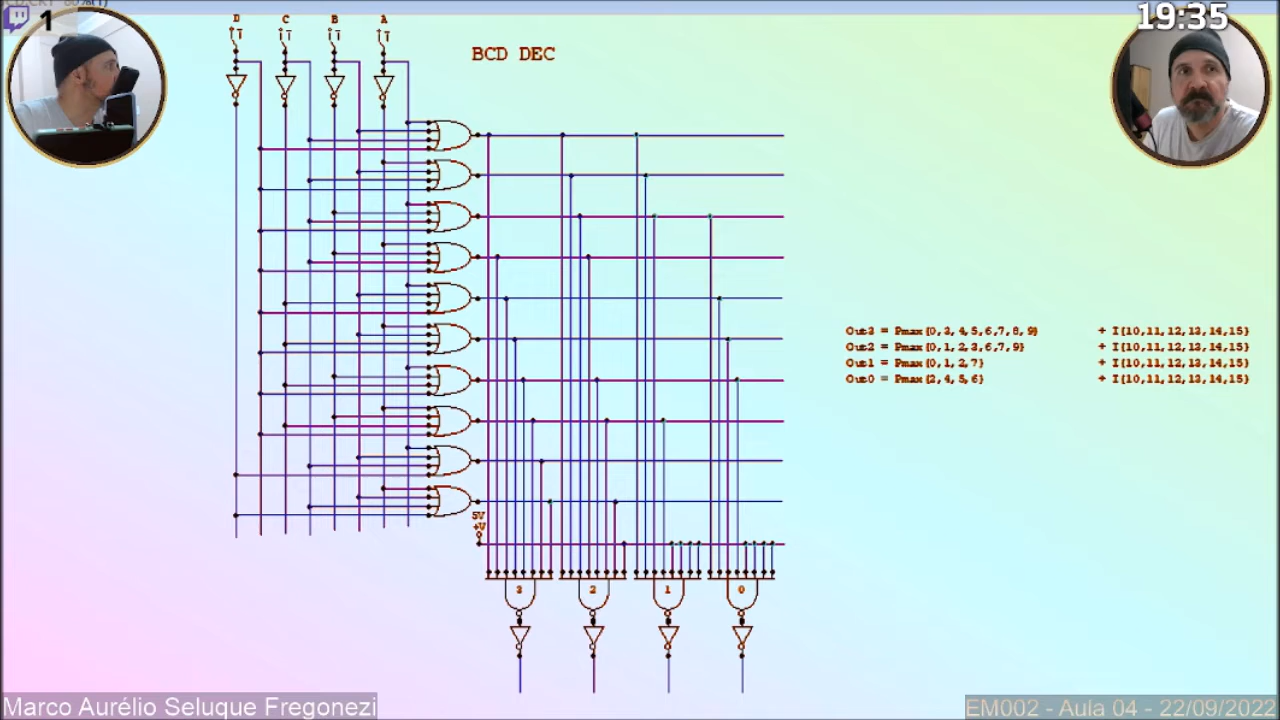 1
19:35
D C B A
BCD DEC
Out3 = Pmax{0,3,4,5,6,7,8,9} + I{10,11,12,13,14,15}
Out2 = Pmax{0,1,2,3,6,7,9} + I{10,11,12,13,14,15}
Out1 = Pmax{0,1,2,7} + I{10,11,12,13,14,15}
Out0 = Pmax{2,4,5,6} + I{10,11,12,13,14,15}
5V
+V
3 2 1 0
Marco Aurélio Seluque Fregonezi
EM002 - Aula 04 - 22/09/2022